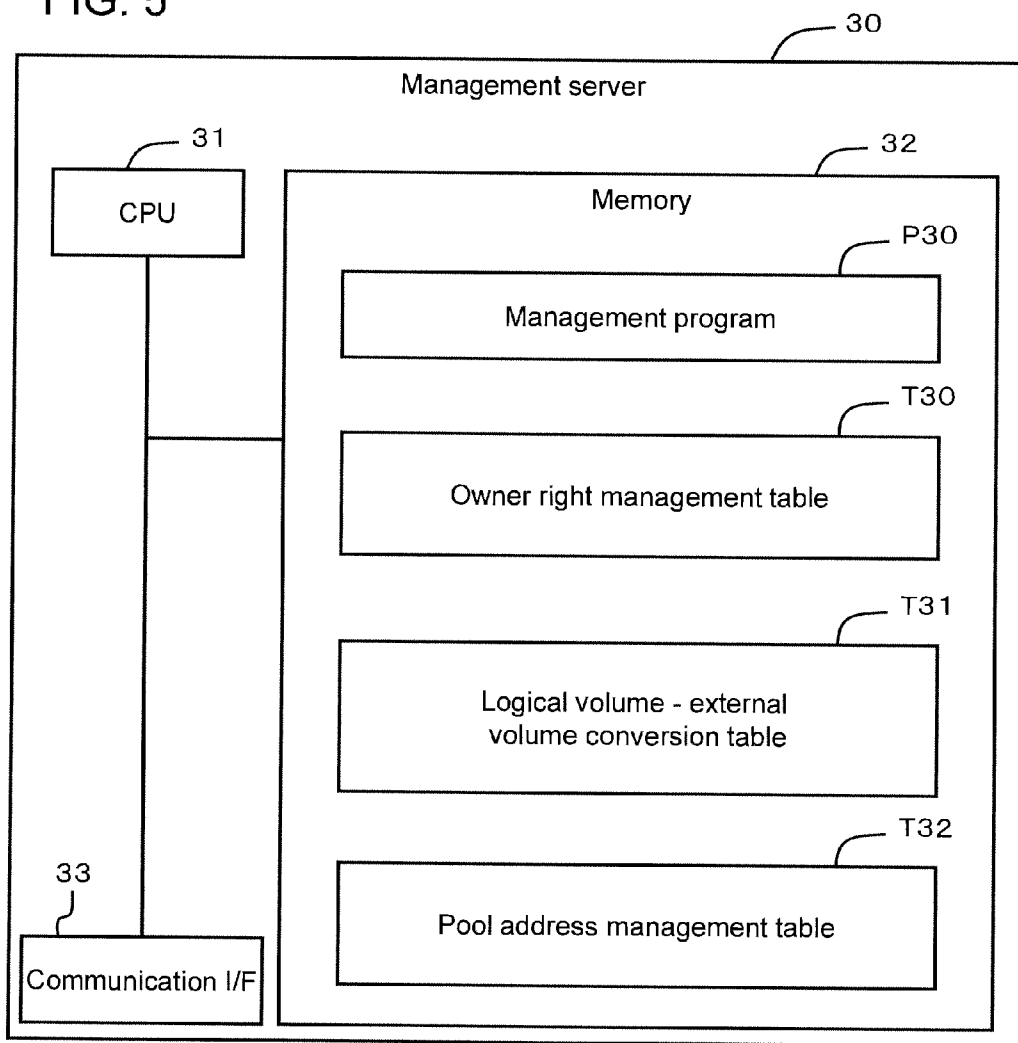 FIG. 5
30
Management server
31
32
CPU
Memory
P30
Management program
T30
Owner right management table
T31
Logical volume - external
volume conversion table
T32
33
Pool address management table
Communication I/F